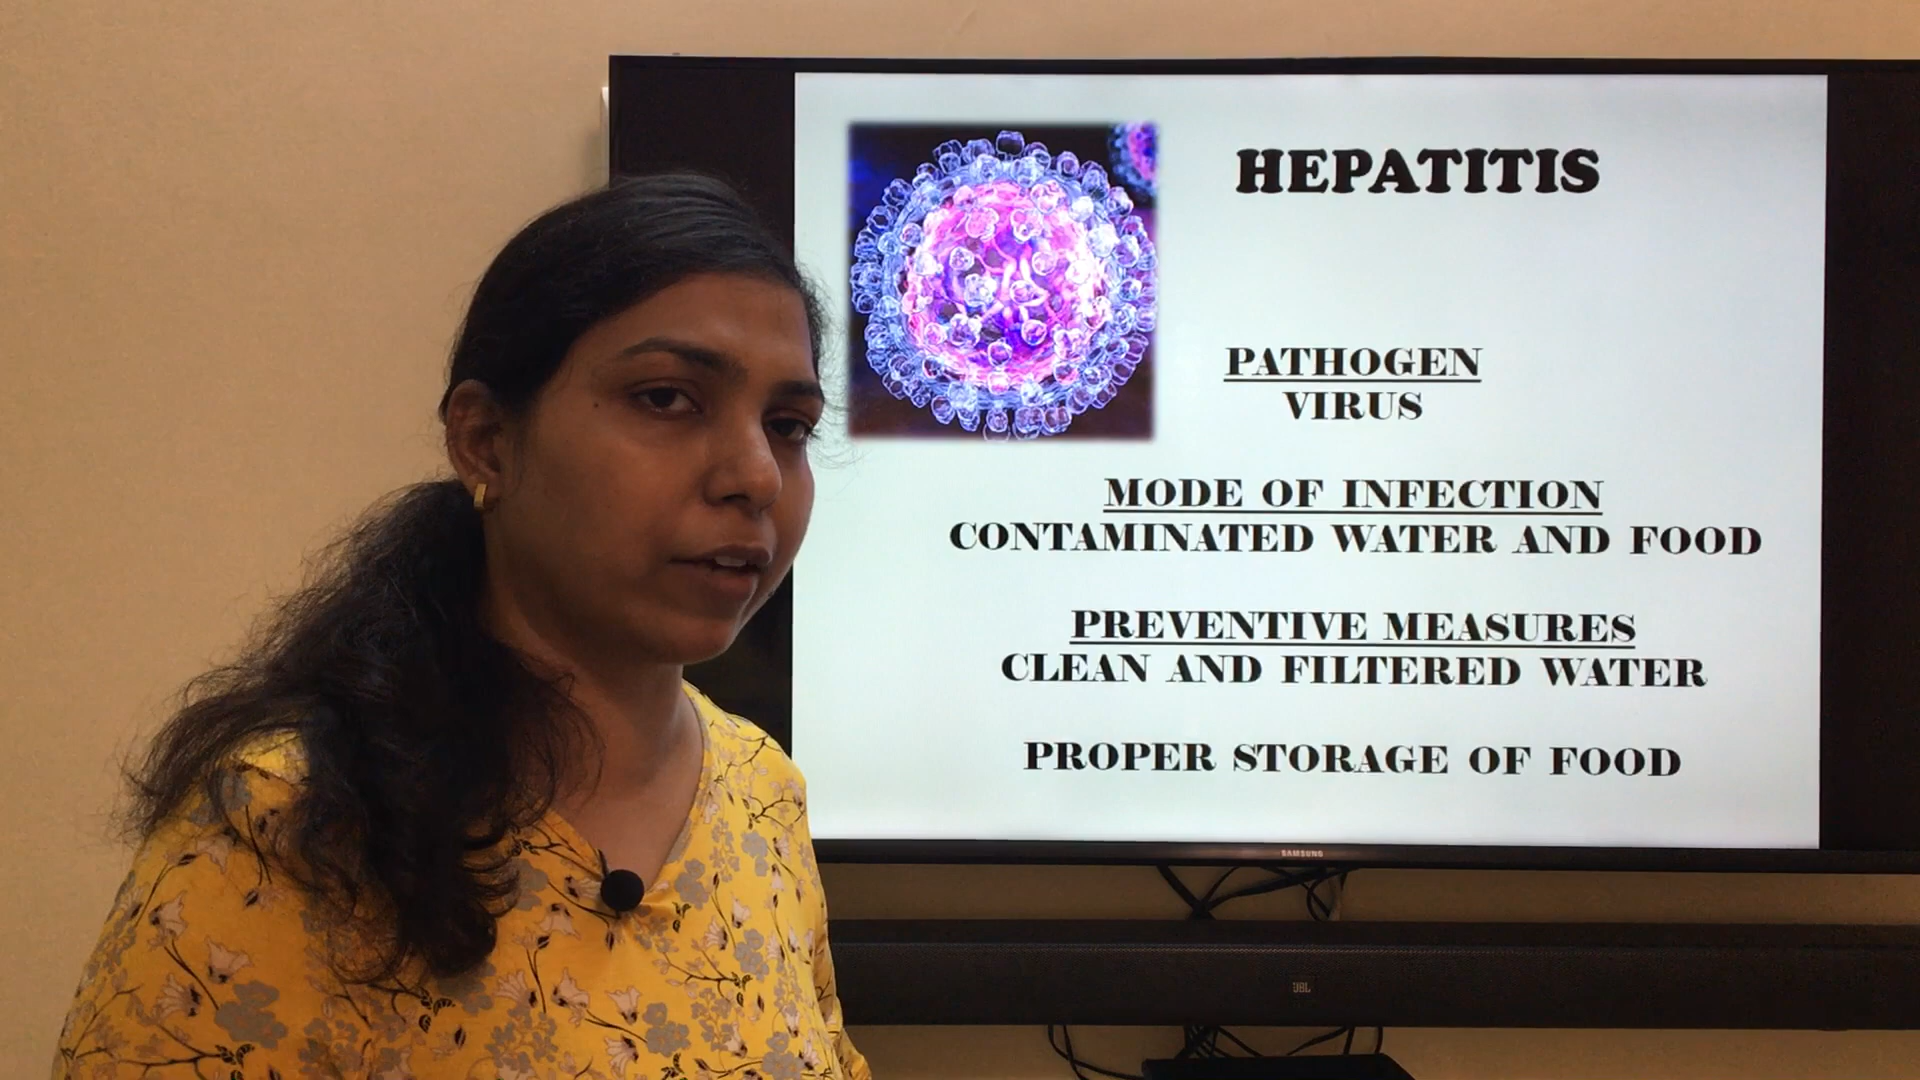 HEPATITIS
PATHOGEN
VIRUS
MODE OF INFECTION
CONTAMINATED WATER AND FOOD
PREVENTIVE MEASURES
CLEAN AND FILTERED WATER
PROPER STORAGE OF FOOD
SAMSUNG
JBL